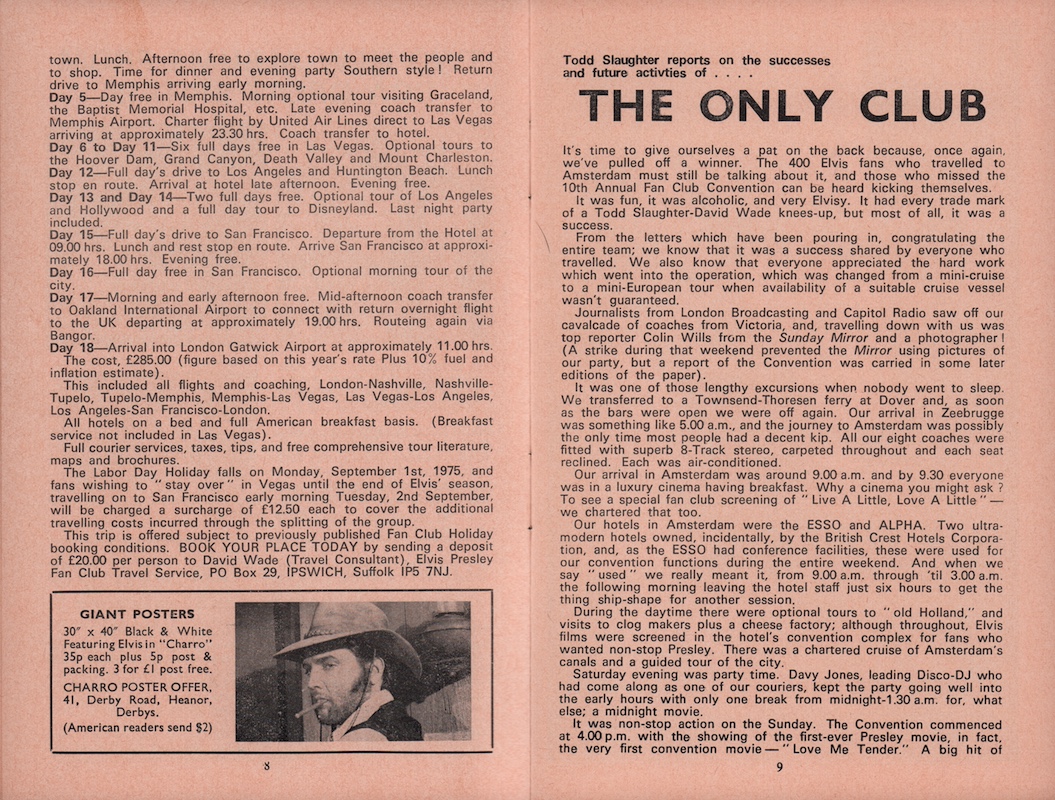 town. Lunch. Afternoon free to explore town to meet the people and
to shop. Time for dinner and evening party Southern style! Return
drive to Memphis arriving early morning.
Day 5—Day free in Memphis. Morning optional tour visiting Graceland,
the Baptist Memorial Hospital, etc. Late evening coach transfer to
Memphis Airport. Charter flight by United Air Lines direct to Las Vegas
arriving at approximately 23.30 hrs. Coach transfer to hotel.
Day 6 to Day 11—Six full days free in Las Vegas. Optional tours to
the Hoover Dam, Grand Canyon, Death Valley and Mount Charleston.
Day 12—Full day's drive to Los Angeles and Huntington Beach. Lunch
stop en route. Arrival at hotel late afternoon. Evening free.
Day 13 and Day 14—Two full days free. Optional tour of Los Angeles
and Hollywood and a full day tour to Disneyland. Last night party
included.
Day 15—Full day's drive to San Francisco. Departure from the Hotel at
09.00 hrs. Lunch and rest stop en route. Arrive San Francisco at approxi-
mately 18.00 hrs. Evening free.
Day 16—Full day free in San Francisco. Optional morning tour of the
city.
Day 17—Morning and early afternoon free. Mid-afternoon coach transfer
to Oakland International Airport to connect with return overnight flight
to the UK departing at approximately 19.00 hrs. Routeing again via
Bangor.
Day 18—Arrival into London Gatwick Airport at approximately 11.00 hrs.
The cost, £285.00 (figure based on this year's rate Plus 10% fuel and
inflation estimate).
This included all flights and coaching, London-Nashville, Nashville-
Tupelo, Tupelo-Memphis, Memphis-Las Vegas, Las Vegas-Los Angeles,
Los Angeles-San Francisco-London.
All hotels on a bed and full American breakfast basis. (Breakfast
service not included in Las Vegas).
Full courier services, taxes, tips, and free comprehensive tour literature,
maps and brochures.
The Labor Day Holiday falls on Monday, September 1st, 1975, and
fans wishing to "stay over" in Vegas until the end of Elvis' season,
travelling on to San Francisco early morning Tuesday, 2nd September,
will be charged a surcharge of £12.50 each to cover the additional
travelling costs incurred through the splitting of the group.
This trip is offered subject to previously published Fan Club Holiday
booking conditions. BOOK YOUR PLACE TODAY by sending a deposit
of £20.00 per person to David Wade (Travel Consultant), Elvis Presley
Fan Club Travel Service, PO Box 29, IPSWICH, Suffolk IP5 7NJ.
GIANT POSTERS
30" x 40" Black & White
Featuring Elvis in "Charro"
35p each plus 5p post &
packing. 3 for £1 post free.
CHARRO POSTER OFFER,
41, Derby Road, Heanor,
Derbys.
(American readers send $2)
8
Todd Slaughter reports on the successes
and future activties of . . . .
THE ONLY CLUB
It's time to give ourselves a pat on the back because, once again,
we've pulled off a winner. The 400 Elvis fans who travelled to
Amsterdam must still be talking about it, and those who missed the
10th Annual Fan Club Convention can be heard kicking themselves.
It was fun, it was alcoholic, and very Elvisy. It had every trade mark
of a Todd Slaughter-David Wade knees-up, but most of all, it was a
success.
From the letters which have been pouring in, congratulating the
entire team; we know that it was a success shared by everyone who
travelled. We also know that everyone appreciated the hard work
which went into the operation, which was changed from a mini-cruise
to a mini-European tour when availability of a suitable cruise vessel
wasn't guaranteed.
Journalists from London Broadcasting and Capitol Radio saw off our
cavalcade of coaches from Victoria, and, travelling down with us was
top reporter Colin Wills from the Sunday Mirror and a photographer!
(A strike during that weekend prevented the Mirror using pictures of
our party, but a report of the Convention was carried in some later
editions of the paper).
It was one of those lengthy excursions when nobody went to sleep.
We transferred to a Townsend-Thoresen ferry at Dover and, as soon
as the bars were open we were off again. Our arrival in Zeebrugge
was something like 5.00 a.m., and the journey to Amsterdam was possibly
the only time most people had a decent kip. All our eight coaches were
fitted with superb 8-Track stereo, carpeted throughout and each seat
reclined. Each was air-conditioned.
Our arrival in Amsterdam was around 9.00 a.m. and by 9.30 everyone
was in a luxury cinema having breakfast. Why a cinema you might ask?
To see a special fan club screening of "Live A Little, Love A Little"—
we chartered that too.
Our hotels in Amsterdam were the ESSO and ALPHA. Two ultra-
modern hotels owned, incidentally, by the British Crest Hotels Corpora-
tion, and, as the ESSO had conference facilities, these were used for
our convention functions during the entire weekend. And when we
say "used" we really meant it, from 9.00 a.m. through 'til 3.00 a.m.
the following morning leaving the hotel staff just six hours to get the
thing ship-shape for another session.
During the daytime there were optional tours to "old Holland," and
visits to clog makers plus a cheese factory; although throughout, Elvis
films were screened in the hotel's convention complex for fans who
wanted non-stop Presley. There was a chartered cruise of Amsterdam's
canals and a guided tour of the city.
Saturday evening was party time. Davy Jones, leading Disco-DJ who
had come along as one of our couriers, kept the party going well into
the early hours with only one break from midnight-1.30 a.m. for, what
else; a midnight movie.
It was non-stop action on the Sunday. The Convention commenced
at 4.00 p.m. with the showing of the first-ever Presley movie, in fact,
the very first convention movie—"Love Me Tender." A big hit of
9